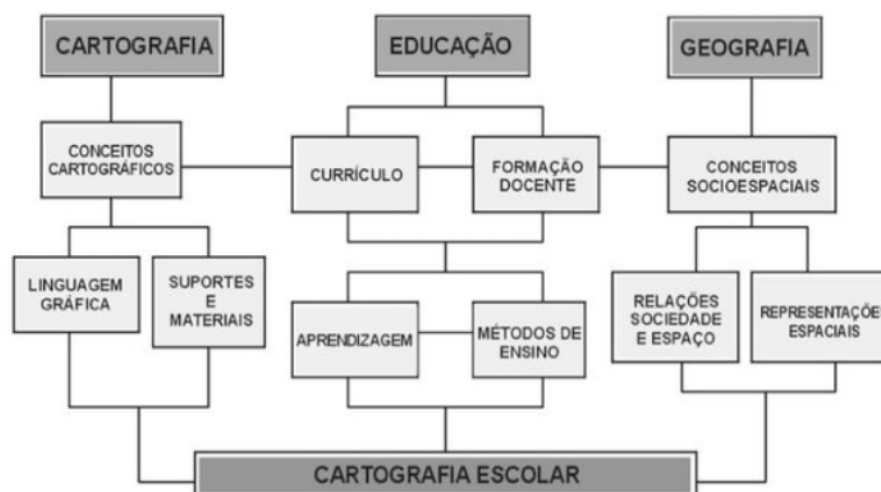 CARTOGRAFIA
EDUCAÇÃO
GEOGRAFIA
CONCEITOS
CARTOGRÁFICOS
CURRÍCULO
FORMAÇÃO
DOCENTE
CONCEITOS
SOCIOESPACIAIS
LINGUAGEM
GRÁFICA
SUPORTES
E
MATERIAIS
APRENDIZAGEM
MÉTODOS DE
ENSINO
RELAÇÕES
SOCIEDADE
E ESPAÇO
REPRESENTAÇÕE
ESPACIAIS
CARTOGRAFIA ESCOLAR